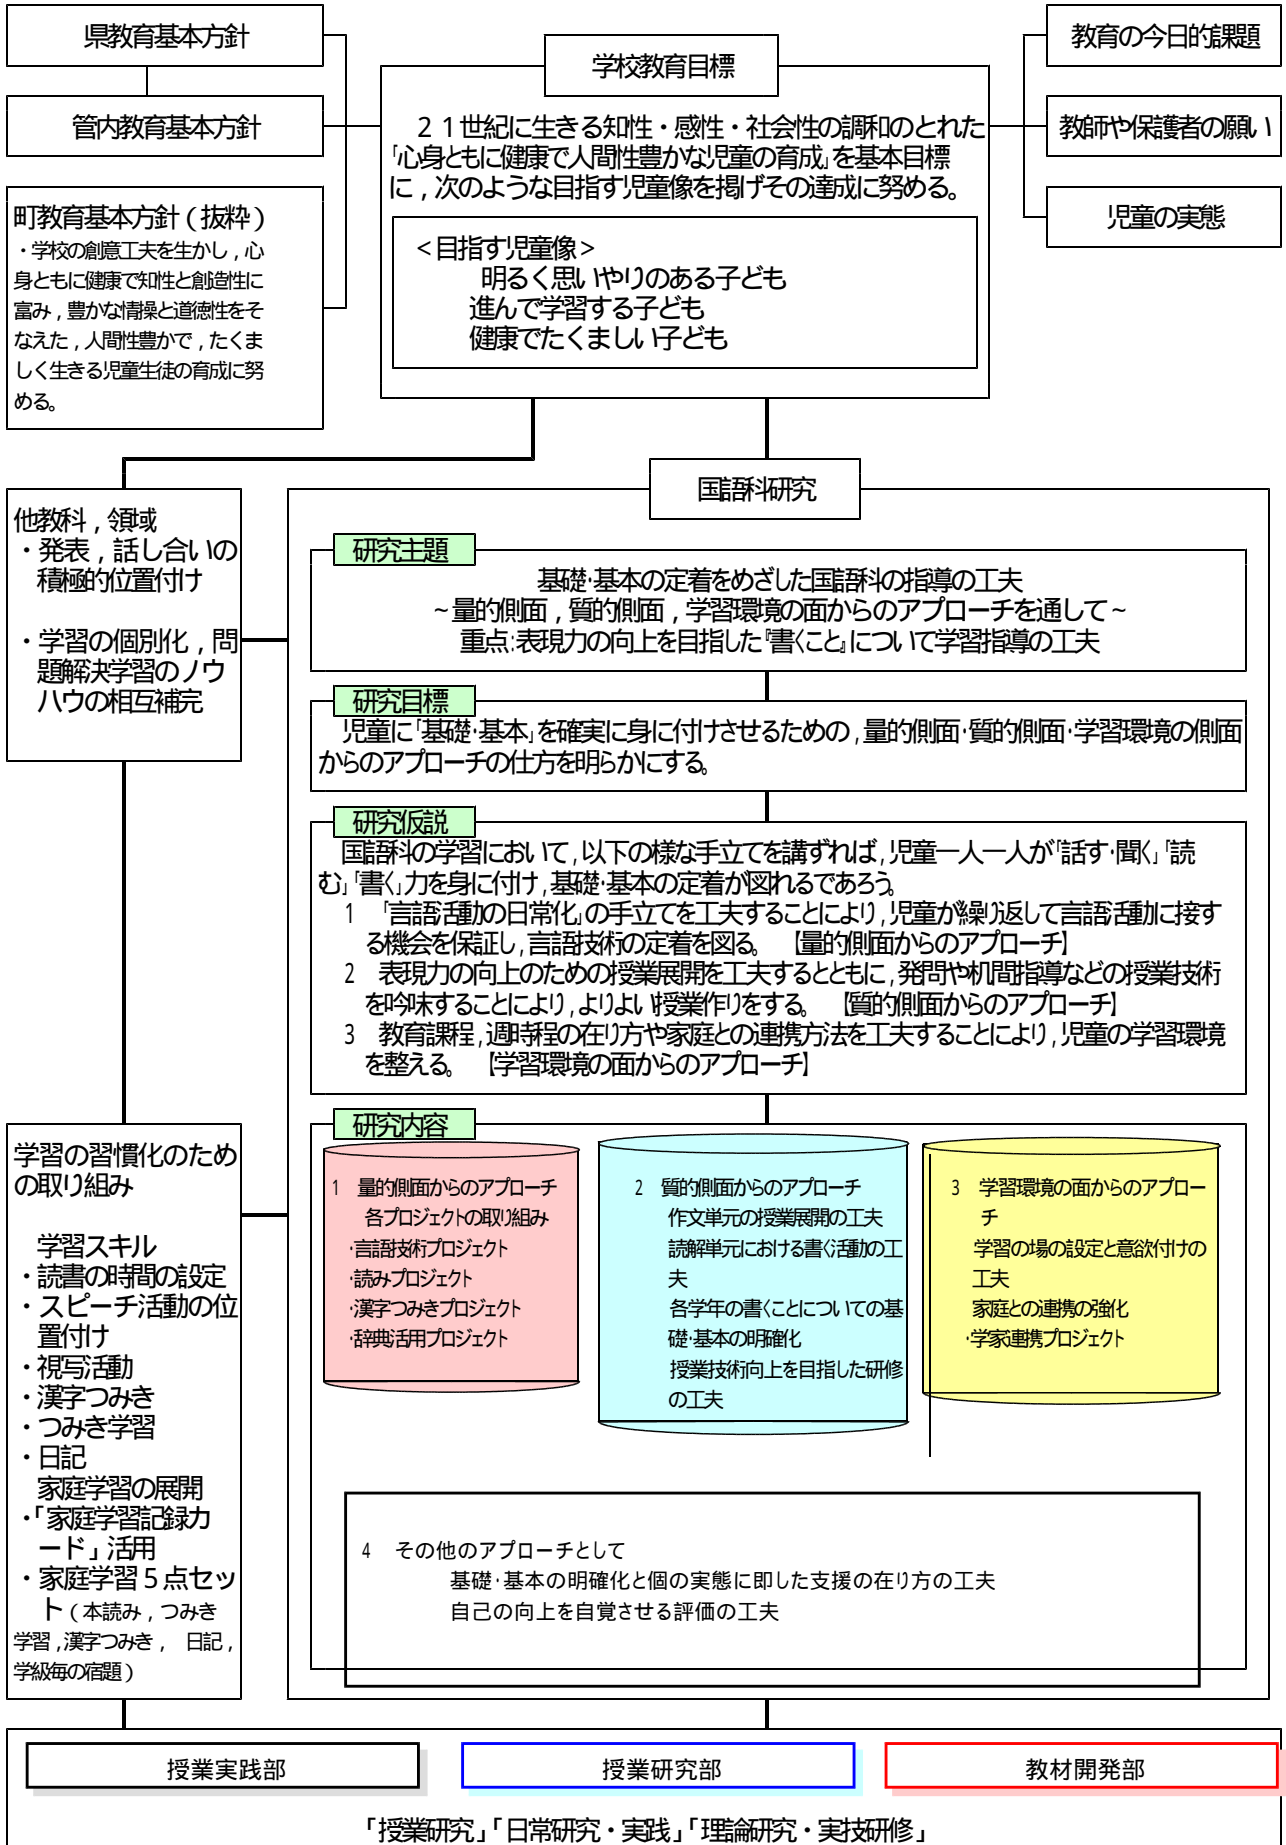 県教育基本方針
管内教育基本方針
町教育基本方針(抜粋)
・学校の創意工夫を生かし，心
身ともに健康で知性と創造性に
富み，豊かな情操と道徳性をそ
なえた，人間性豊かで，たくま
しく生きる児童生徒の育成に努
める。
学校教育目標
２１世紀に生きる知性・感性・社会性の調和のとれた
「心身ともに健康で人間性豊かな児童の育成」を基本目標
に，次のような目指す児童像を掲げその達成に努める。
＜目指す児童像＞
明るく思いやりのある子ども
進んで学習する子ども
健康でたくましい子ども
教育の今日的課題
教師や保護者の願い
児童の実態
他教科，領域
・発表，話し合いの
積極的位置付け
・学習の個別化，問
題解決学習のノウ
ハウの相互補完
国語科研究
研究主題
基礎・基本の定着をめざした国語科の指導の工夫
～量的側面，質的側面，学習環境の面からのアプローチを通して～
重点：表現力の向上を目指した『書くこと』について学習指導の工夫
研究目標
児童に「基礎・基本」を確実に身に付けさせるための，量的側面・質的側面・学習環境の側面
からのアプローチの仕方を明らかにする。
研究仮説
国語科の学習において，以下の様な手立てを講ずれば，児童一人一人が「話す・聞く」「読
む」「書く」力を身に付け，基礎・基本の定着が図れるであろう。
1　「言語活動の日常化」の手立てを工夫することにより，児童が繰り返して言語活動に接す
る機会を保証し，言語技術の定着を図る。　【量的側面からのアプローチ】
2　表現力の向上のための授業展開を工夫するとともに，発問や机間指導などの授業技術
を吟味することにより，よりよい授業作りをする。　【質的側面からのアプローチ】
3　教育課程，週時程の在り方や家庭との連携方法を工夫することにより，児童の学習環境
を整える。　【学習環境の面からのアプローチ】
学習の習慣化のため
の取り組み
学習スキル
・読書の時間の設定
・スピーチ活動の位
置付け
・視写活動
・漢字つみき
・つみき学習
・日記
家庭学習の展開
・「家庭学習記録カ
ード」活用
・家庭学習５点セッ
ト（本読み，つみき
学習，漢字つみき，　日記，
学級毎の宿題）
研究内容
1　量的側面からのアプローチ
各プロジェクトの取り組み
・言語技術プロジェクト
・読みプロジェクト
・漢字つみきプロジェクト
・辞典活用プロジェクト
2　質的側面からのアプローチ
作文単元の授業展開の工夫
読解単元における書く活動の工
夫
各学年の書くことについての基
礎・基本の明確化
授業技術向上を目指した研修
の工夫
3　学習環境の面からのアプロー
チ
学習の場の設定と意欲付けの
工夫
家庭との連携の強化
・学家連携プロジェクト
4　その他のアプローチとして
基礎・基本の明確化と個の実態に即した支援の在り方の工夫
自己の向上を自覚させる評価の工夫
授業実践部
授業研究部
教材開発部
「授業研究」「日常研究・実践」「理論研究・実技研修」